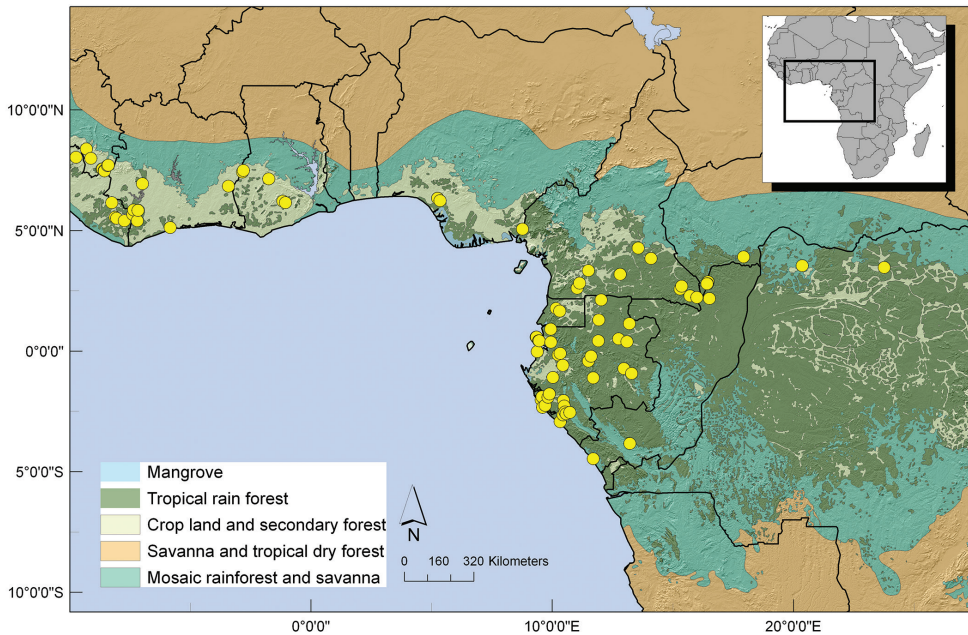 10°0'0"N
5°0'0"N
0°0'0"
5°0'0"S
10°0'0"S
Mangrove
Tropical rain forest
Crop land and secondary forest
Savanna and tropical dry forest
Mosaic rainforest and savanna
N
0 160 320 Kilometers
0°0'0" 10°0'0"E 20°0'0"E